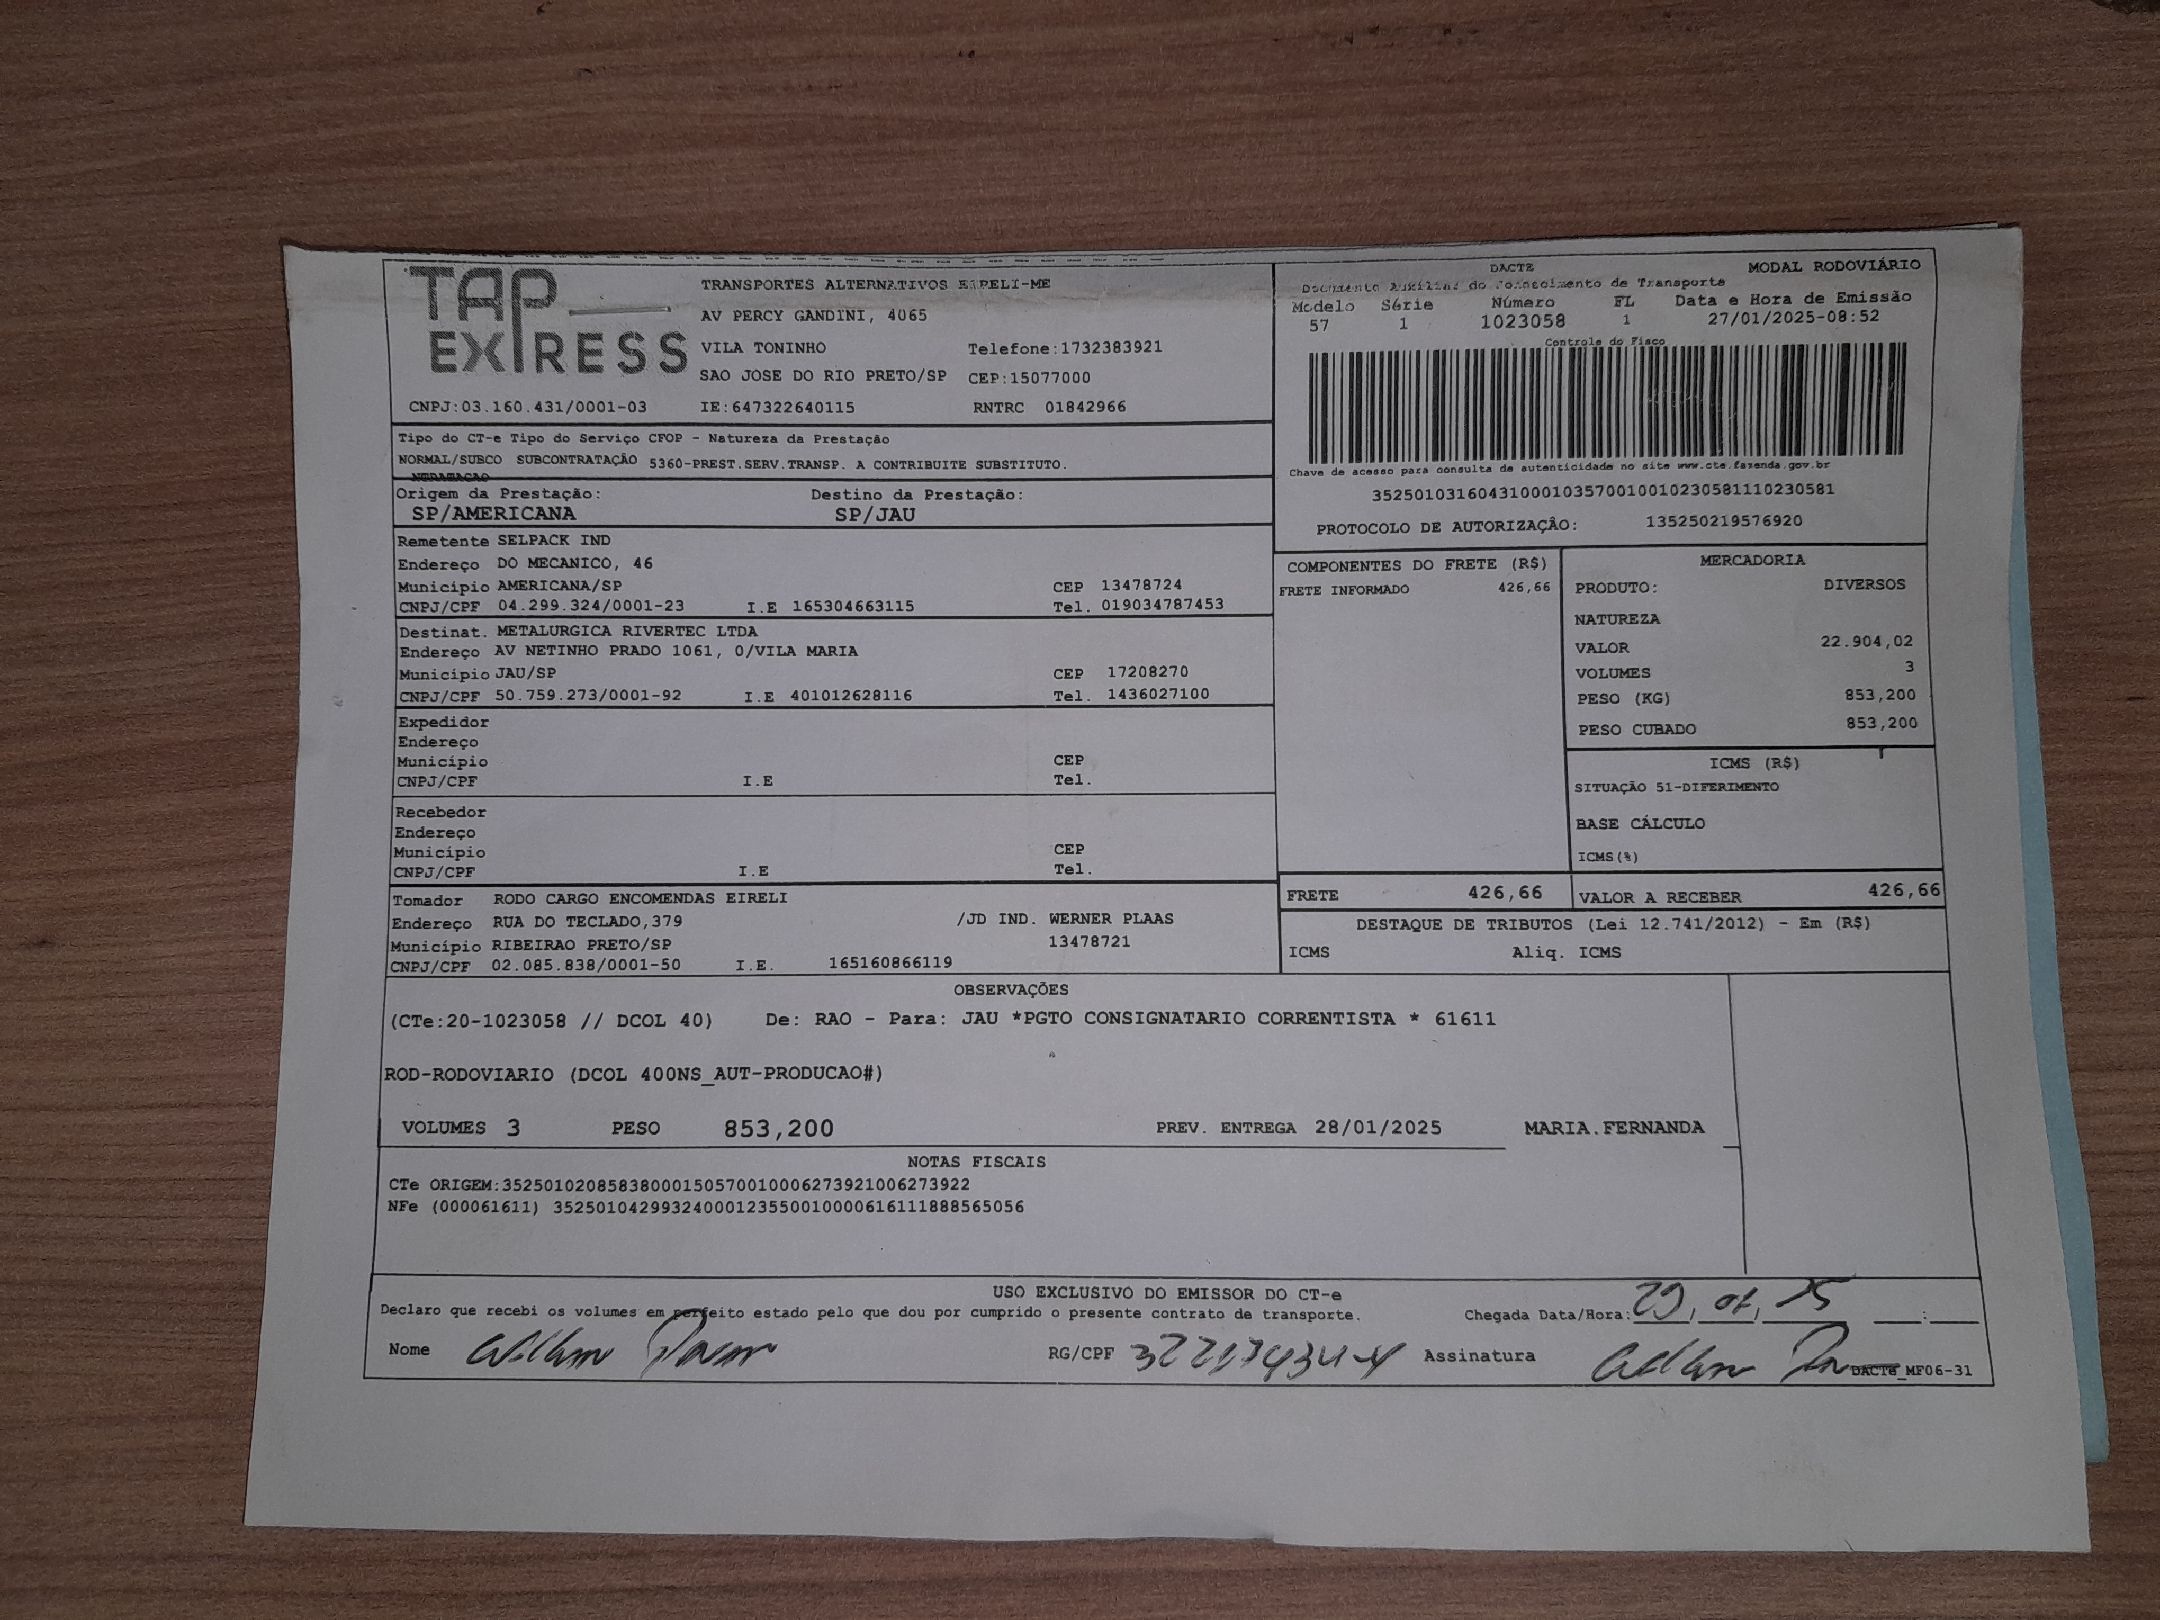 TAP EXPRESS
TRANSPORTES ALTERNATIVOS EIRELI-ME
AV PERCY GANDINI, 4065
VILA TONINHO Telefone:1732383921
SAO JOSE DO RIO PRETO/SP CEP:15077000
CNPJ:03.160.431/0001-03 IE:647322640115 RNTRC 01842966
DACTE MODAL RODOVIÁRIO
Documento Auxiliar do Conhecimento de Transporte
Modelo Série Número FL Data e Hora de Emissão
57 1 1023058 1 27/01/2025-08:52
Controle do Fisco
Chave de acesso para consulta de autenticidade no site www.cte.fazenda.gov.br
35250103160431000103570010010230581110230581
PROTOCOLO DE AUTORIZAÇÃO: 135250219576920
Tipo do CT-e Tipo do Serviço CFOP - Natureza da Prestação
NORMAL/SUBCO SUBCONTRATAÇÃO 5360-PREST.SERV.TRANSP. A CONTRIBUITE SUBSTITUTO.
NTRATACAO
Origem da Prestação: Destino da Prestação:
SP/AMERICANA SP/JAU
Remetente SELPACK IND
Endereço DO MECANICO, 46
Município AMERICANA/SP CEP 13478724
CNPJ/CPF 04.299.324/0001-23 I.E 165304663115 Tel. 019034787453
Destinat. METALURGICA RIVERTEC LTDA
Endereço AV NETINHO PRADO 1061, 0/VILA MARIA
Município JAU/SP CEP 17208270
CNPJ/CPF 50.759.273/0001-92 I.E 401012628116 Tel. 1436027100
Expedidor
Endereço
Município CEP
CNPJ/CPF I.E Tel.
Recebedor
Endereço
Município CEP
CNPJ/CPF I.E Tel.
Tomador RODO CARGO ENCOMENDAS EIRELI
Endereço RUA DO TECLADO,379 /JD IND. WERNER PLAAS
Município RIBEIRAO PRETO/SP 13478721
CNPJ/CPF 02.085.838/0001-50 I.E. 165160866119
COMPONENTES DO FRETE (R$)
FRETE INFORMADO 426,66
MERCADORIA
PRODUTO: DIVERSOS
NATUREZA
VALOR 22.904,02
VOLUMES 3
PESO (KG) 853,200
PESO CUBADO 853,200
ICMS (R$)
SITUAÇÃO 51-DIFERIMENTO
BASE CÁLCULO
ICMS(%)
FRETE 426,66 VALOR A RECEBER 426,66
DESTAQUE DE TRIBUTOS (Lei 12.741/2012) - Em (R$)
ICMS Aliq. ICMS
OBSERVAÇÕES
(CTe:20-1023058 // DCOL 40) De: RAO - Para: JAU *PGTO CONSIGNATARIO CORRENTISTA * 61611
ROD-RODOVIARIO (DCOL 400NS_AUT-PRODUCAO#)
VOLUMES 3 PESO 853,200 PREV. ENTREGA 28/01/2025 MARIA.FERNANDA
NOTAS FISCAIS
CTe ORIGEM:35250102085838000150570010006273921006273922
NFe (000061611) 35250104299324000123550010000616111888565056
USO EXCLUSIVO DO EMISSOR DO CT-e
Declaro que recebi os volumes em perfeito estado pelo que dou por cumprido o presente contrato de transporte. Chegada Data/Hora: 29, 01, 25 :
Nome RG/CPF Assinatura
DACTe_MF06-31